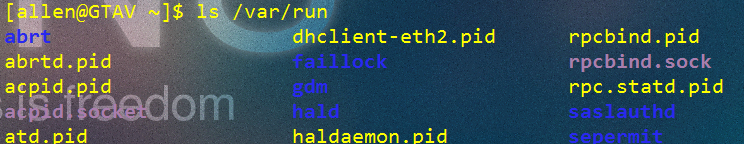 [allen@GTAV ~]$ ls /var/run
abrt dhclient-eth2.pid rpcbind.pid
abrtd.pid faillock rpcbind.sock
acpid.pid gdm rpc.statd.pid
acpid.socket hald saslauthd
is freedom
atd.pid haldaemon.pid sepermit